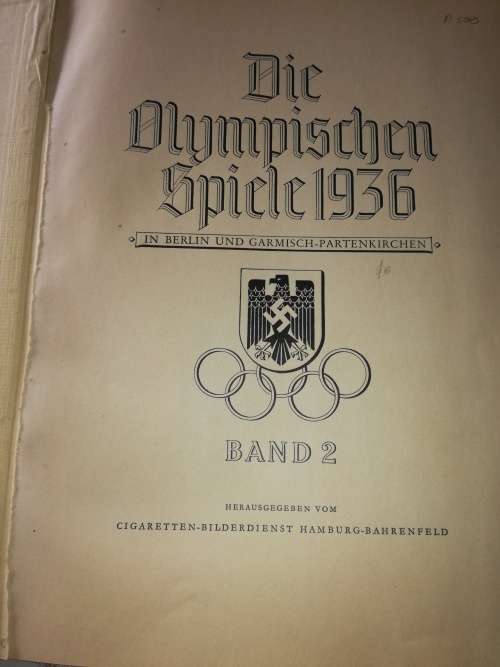 Die
Olympischen
Spiele 1936
IN BERLIN UND GARMISCH-PARTENKIRCHEN
BAND 2
HERAUSGEGEBEN VOM
CIGARETTEN-BILDERDIENST HAMBURG-BAHRENFELD